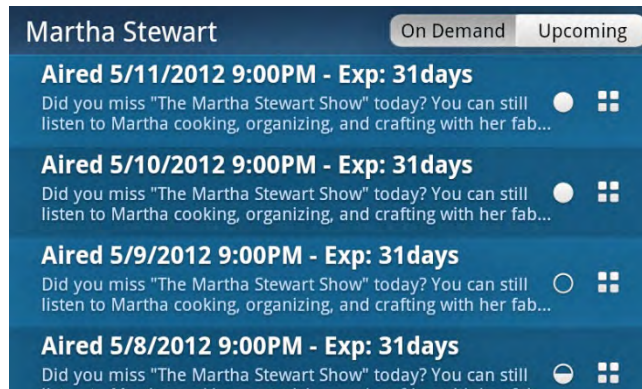 Martha Stewart
On Demand
Upcoming
Aired 5/11/2012 9:00PM - Exp: 31days
Did you miss "The Martha Stewart Show" today? You can still
listen to Martha cooking, organizing, and crafting with her fab...
Aired 5/10/2012 9:00PM - Exp: 31days
Did you miss "The Martha Stewart Show" today? You can still
listen to Martha cooking, organizing, and crafting with her fab...
Aired 5/9/2012 9:00PM - Exp: 31days
Did you miss "The Martha Stewart Show" today? You can still
listen to Martha cooking, organizing, and crafting with her fab...
Aired 5/8/2012 9:00PM - Exp: 31days
Did you miss "The Martha Stewart Show" today? You can still